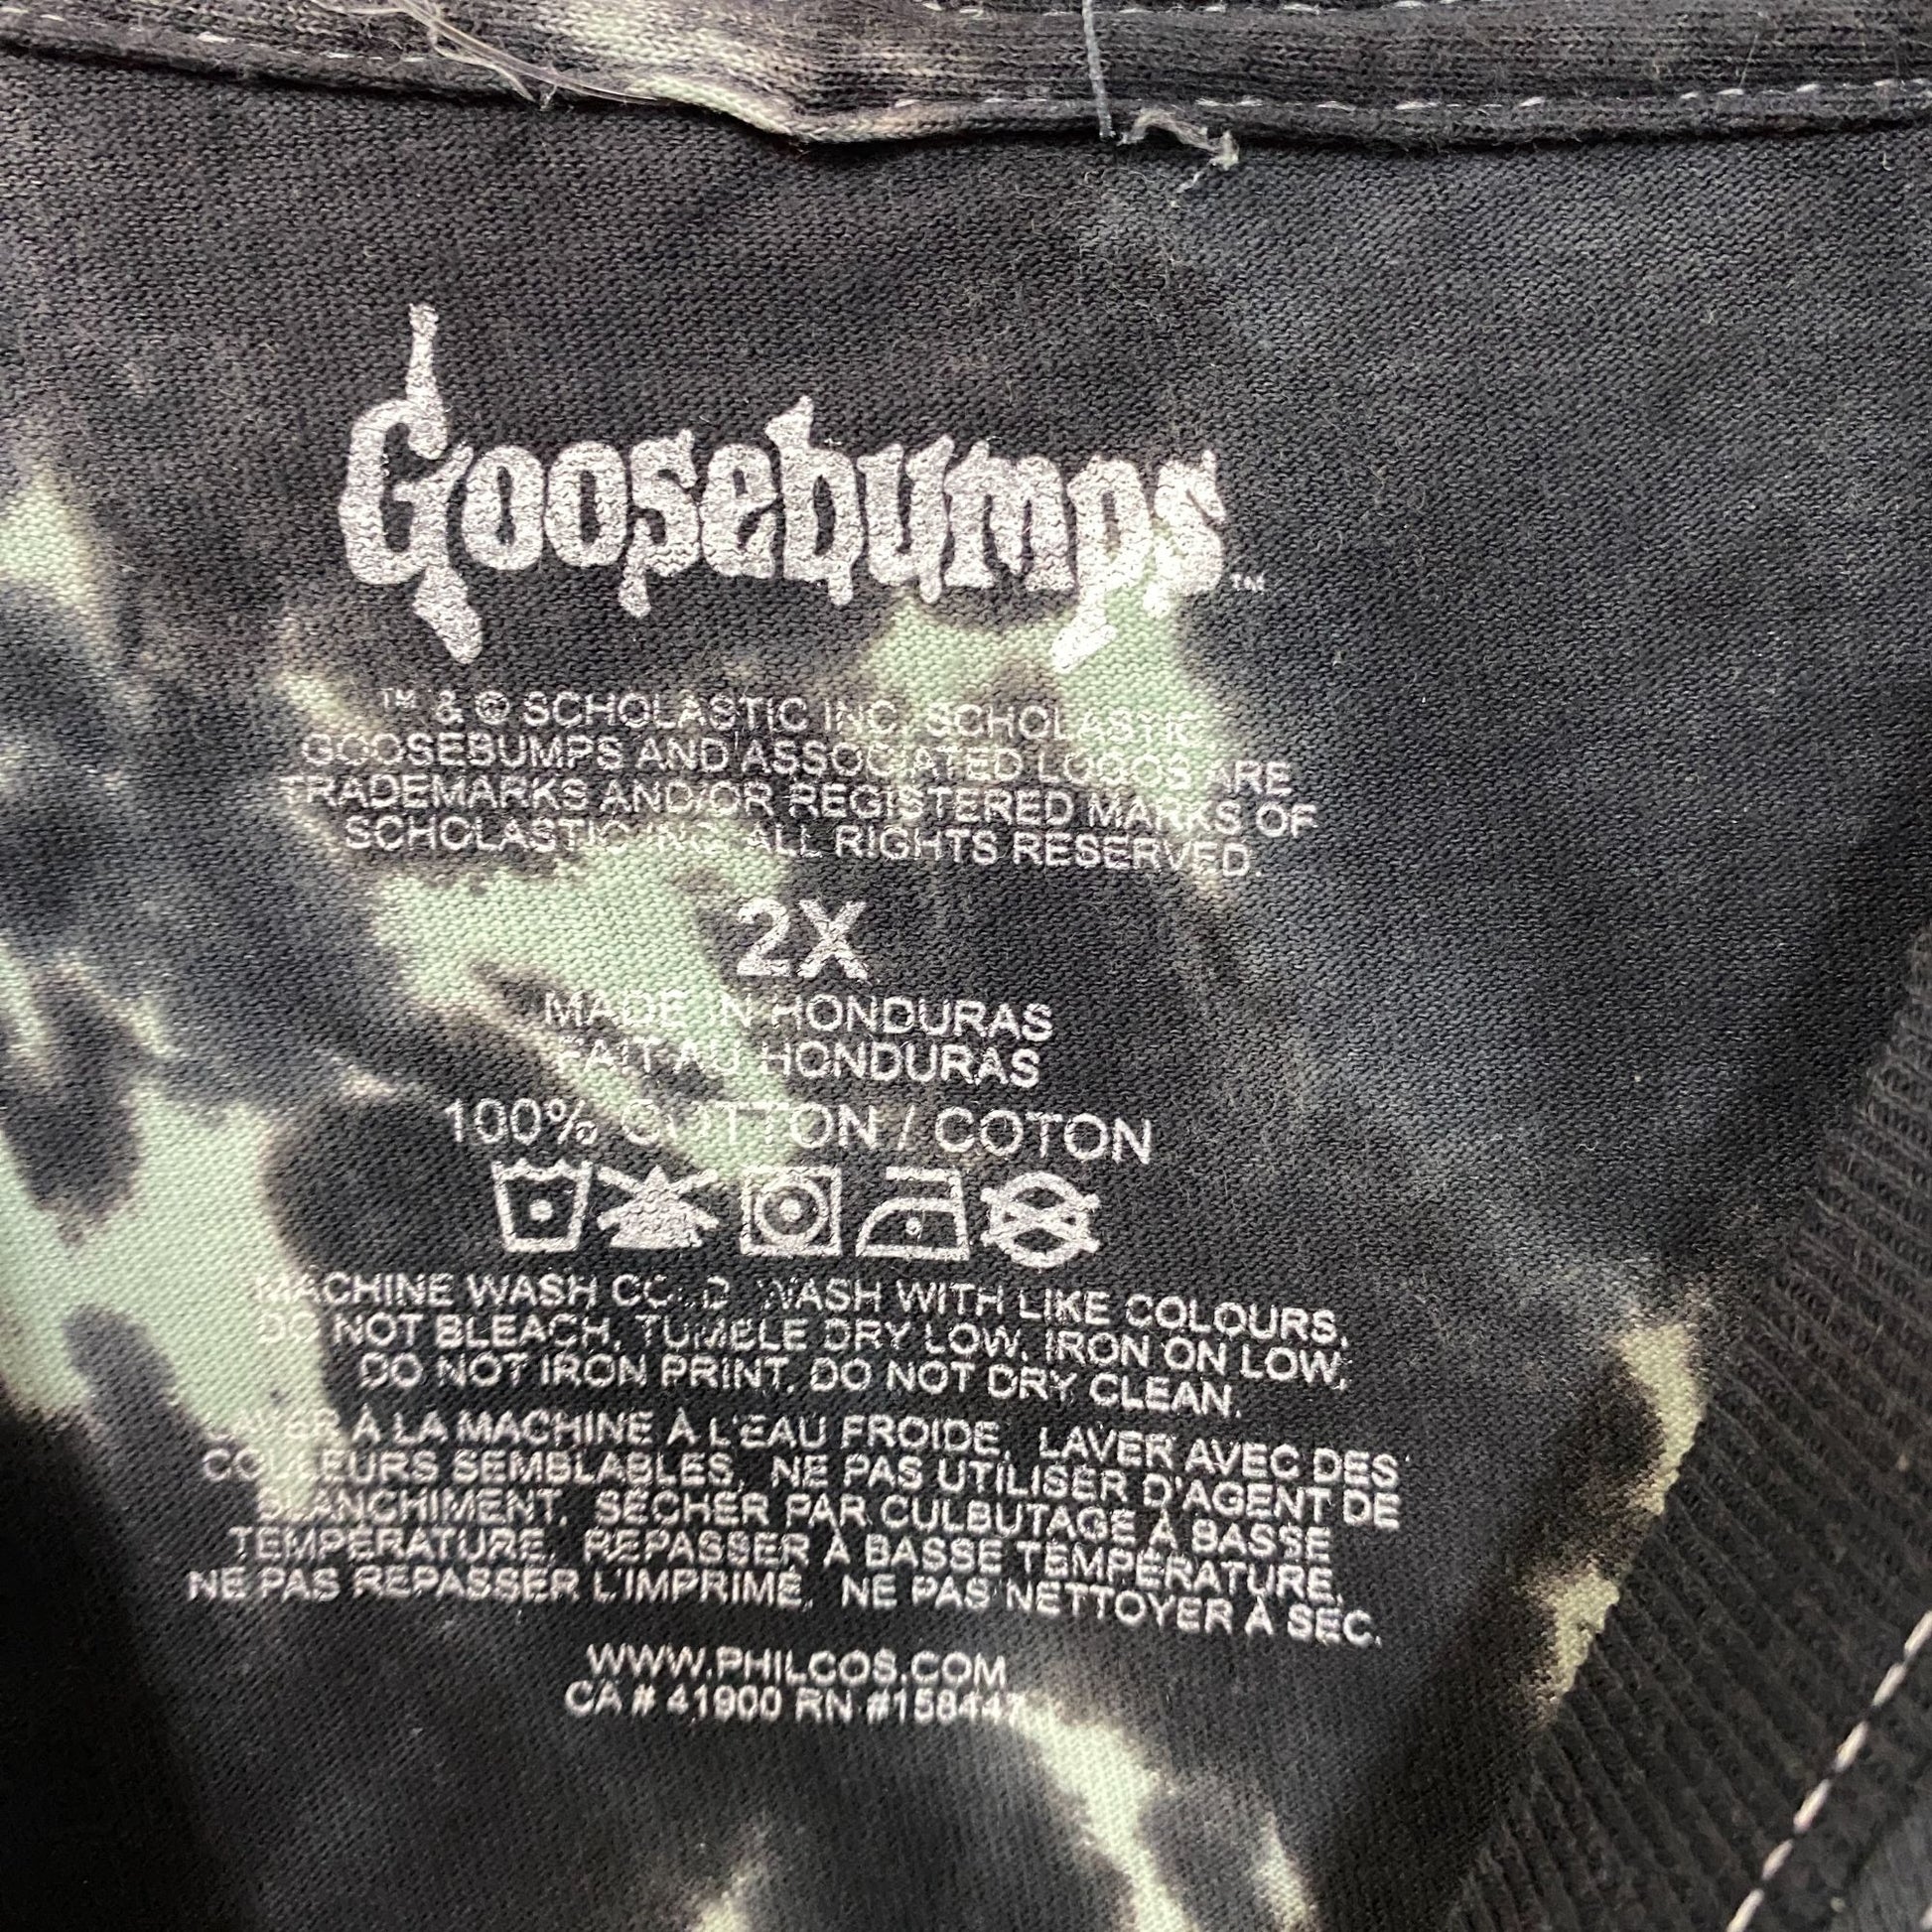 Goosebumps™
™ & © SCHOLASTIC INC. SCHOLASTIC,
GOOSEBUMPS AND ASSOCIATED LOGOS ARE
TRADEMARKS AND/OR REGISTERED MARKS OF
SCHOLASTIC INC. ALL RIGHTS RESERVED.
2X
MADE IN HONDURAS
FAIT AU HONDURAS
100% COTTON / COTON
MACHINE WASH COLD, WASH WITH LIKE COLOURS,
DO NOT BLEACH, TUMBLE DRY LOW, IRON ON LOW,
DO NOT IRON PRINT. DO NOT DRY CLEAN.
LAVER À LA MACHINE À L'EAU FROIDE, LAVER AVEC DES
COULEURS SEMBLABLES, NE PAS UTILISER D'AGENT DE
BLANCHIMENT, SÉCHER PAR CULBUTAGE À BASSE
TEMPÉRATURE, REPASSER À BASSE TEMPÉRATURE,
NE PAS REPASSER L'IMPRIMÉ, NE PAS NETTOYER À SEC.
WWW.PHILCOS.COM
CA # 41900 RN #158447